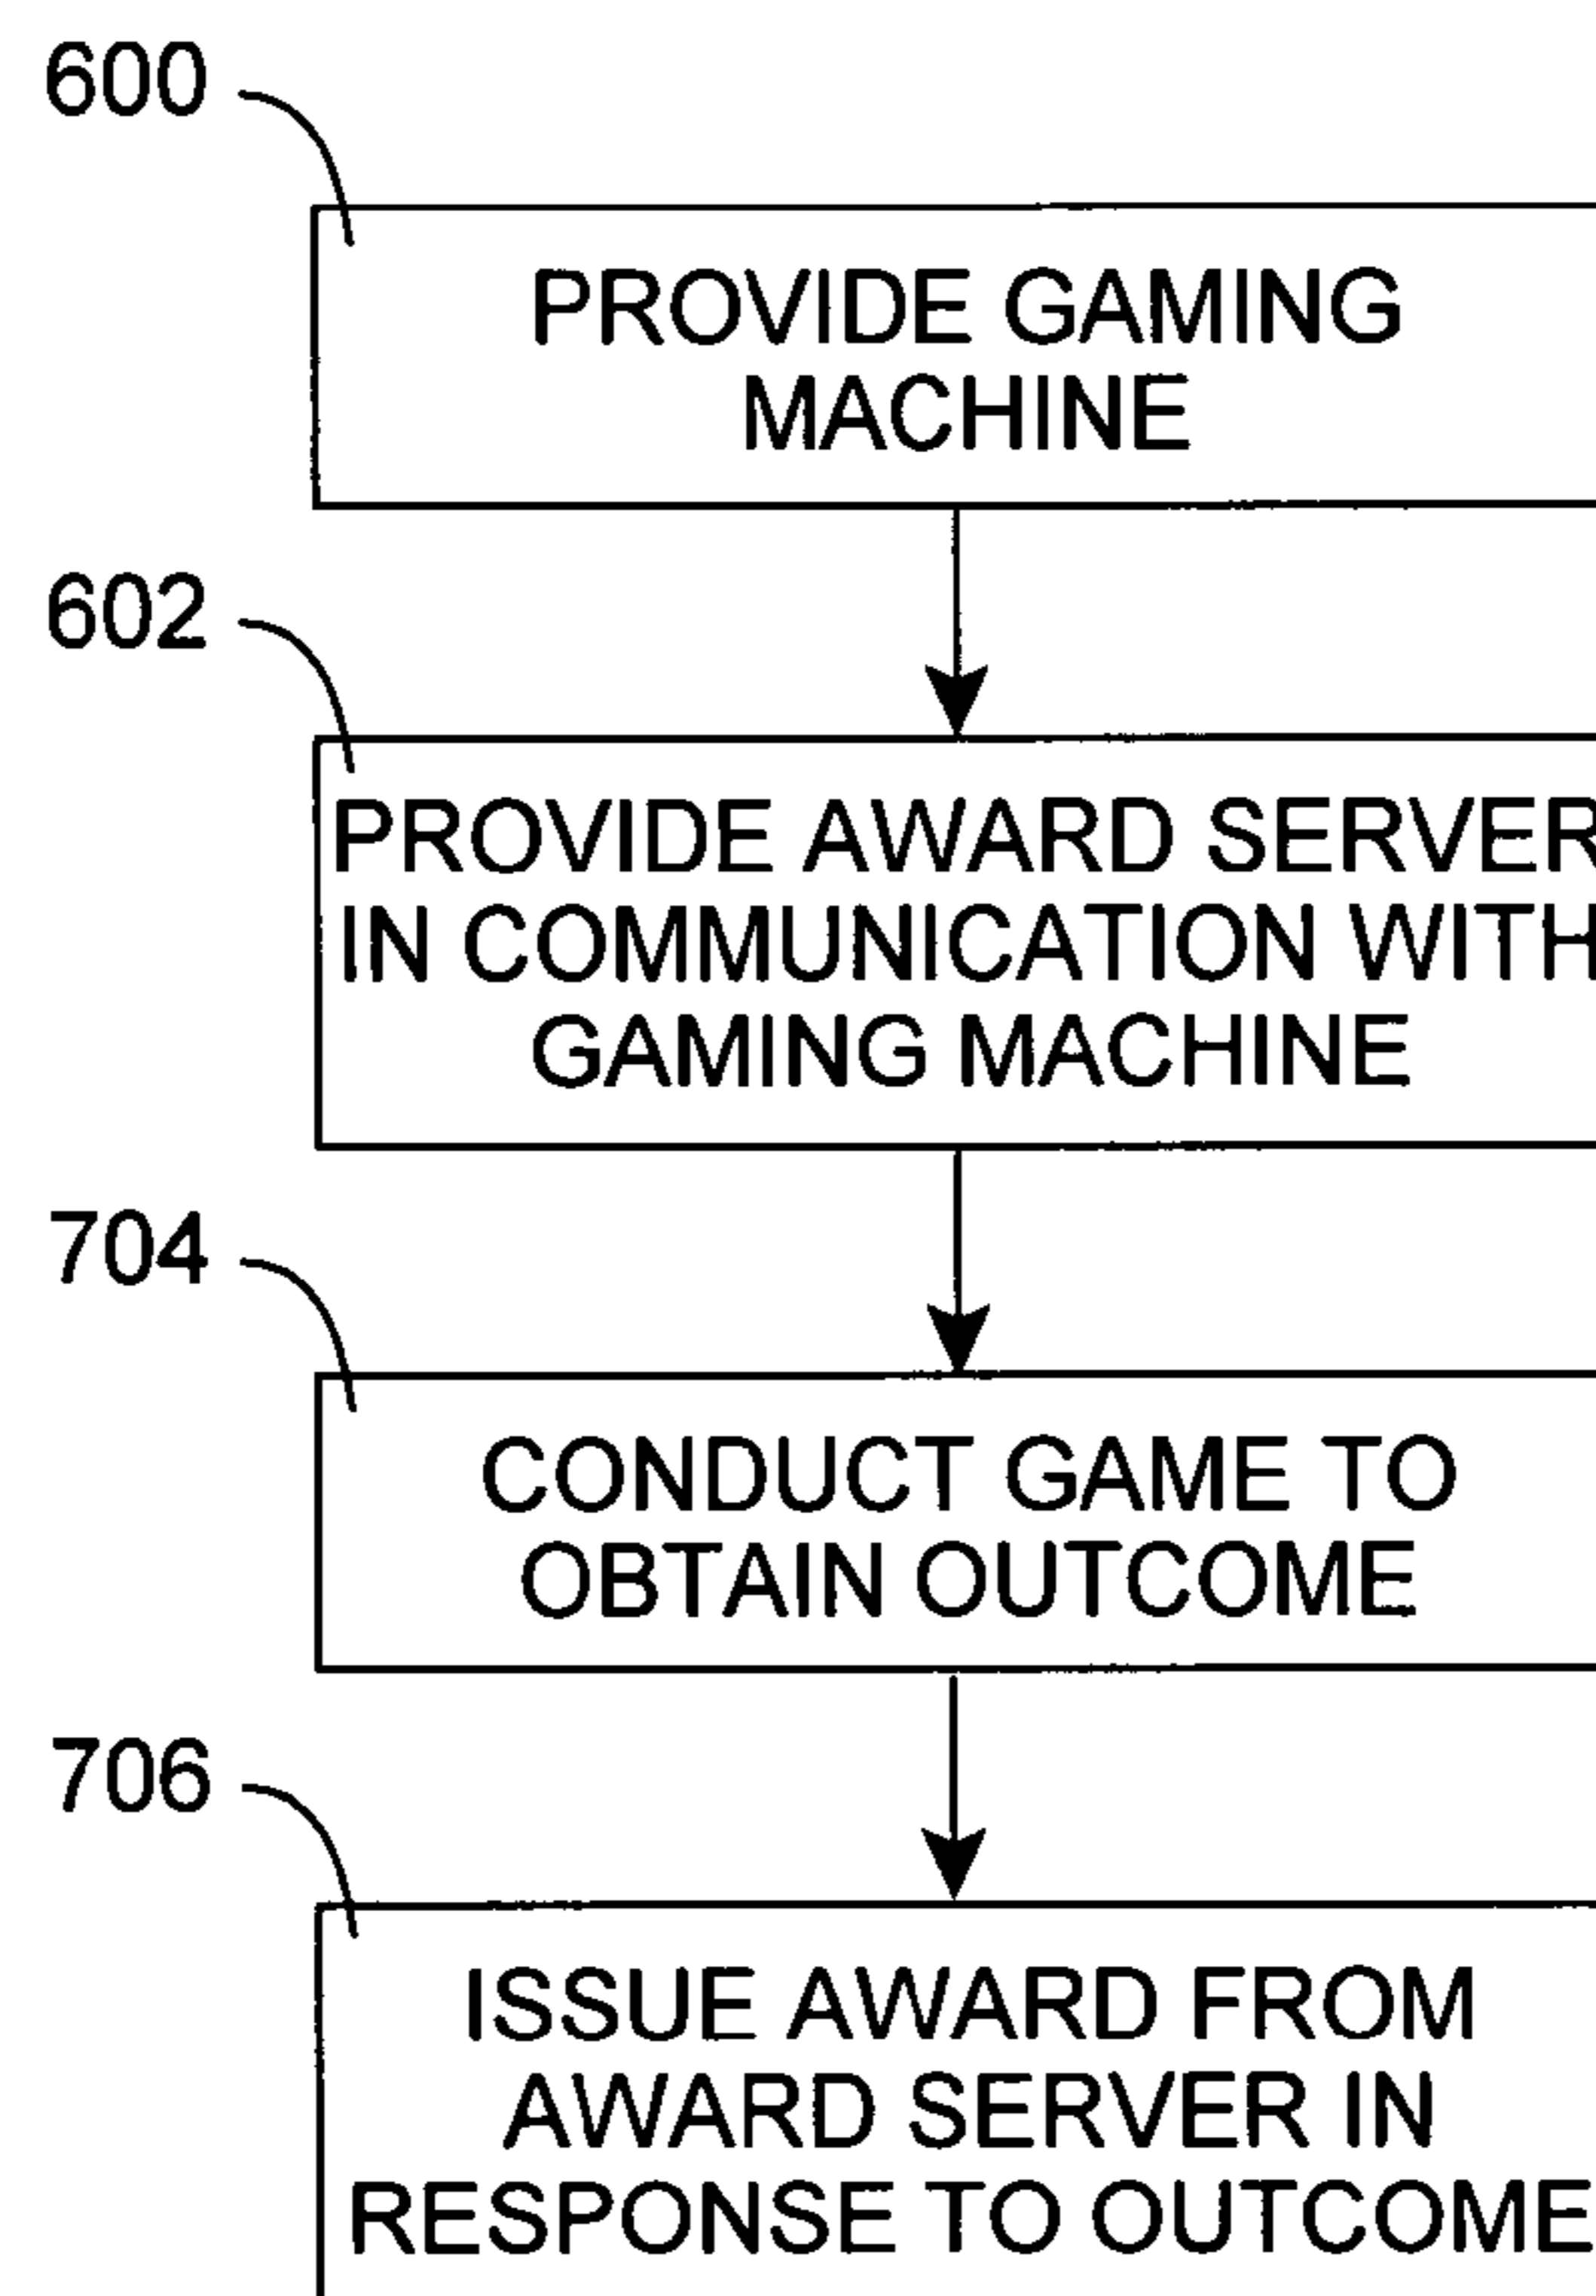 600
PROVIDE GAMING
MACHINE
602
PROVIDE AWARD SERVER
IN COMMUNICATION WITH
GAMING MACHINE
704
CONDUCT GAME TO
OBTAIN OUTCOME
706
ISSUE AWARD FROM
AWARD SERVER IN
RESPONSE TO OUTCOME